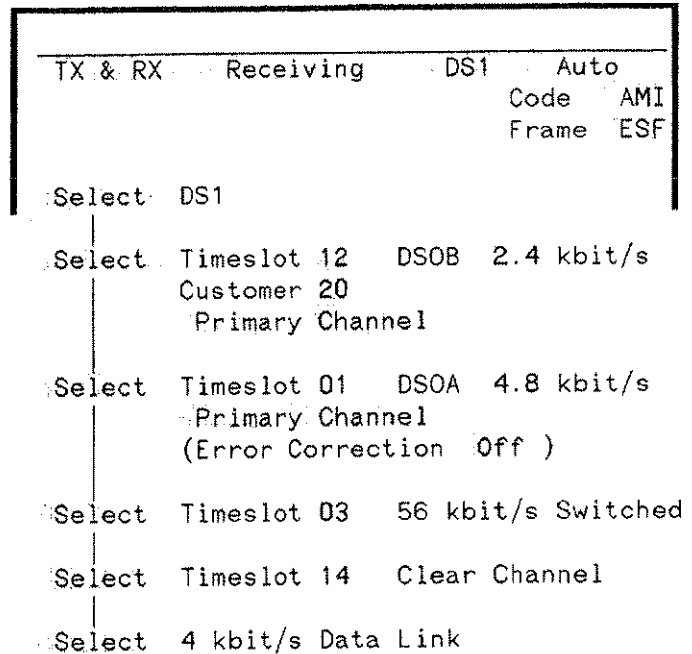 TX & RX Receiving DS1 Auto
Code AMI
Frame ESF
Select DS1
Select Timeslot 12 DSOB 2.4 kbit/s
Customer 20
Primary Channel
Select Timeslot 01 DSOA 4.8 kbit/s
Primary Channel
(Error Correction Off )
Select Timeslot 03 56 kbit/s Switched
Select Timeslot 14 Clear Channel
Select 4 kbit/s Data Link